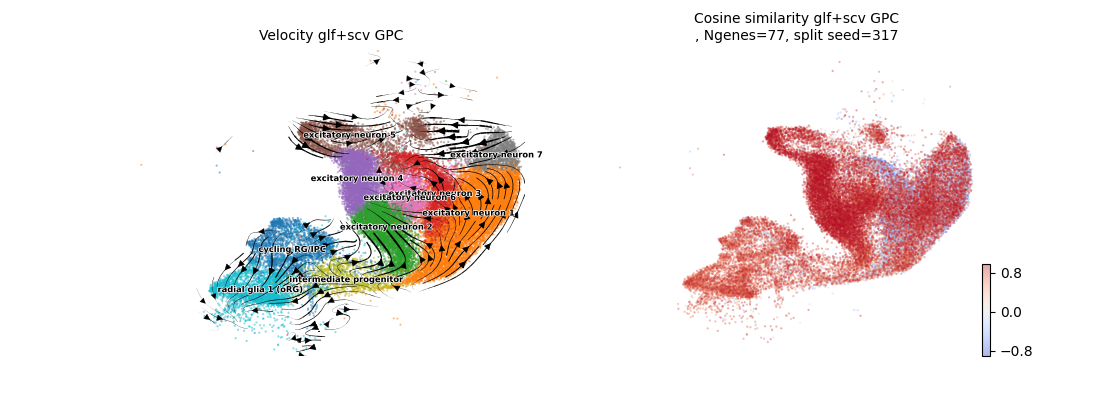 Velocity glf+scv GPC
excitatory neuron 5
excitatory neuron 7
excitatory neuron 4
excitatory neuron 3
excitatory neuron 6
excitatory neuron 1
excitatory neuron 2
cycling RG/IPC
intermediate progenitor
radial glia 1 (oRG)
Cosine similarity glf+scv GPC
, Ngenes=77, split seed=317
0.8
0.0
−0.8